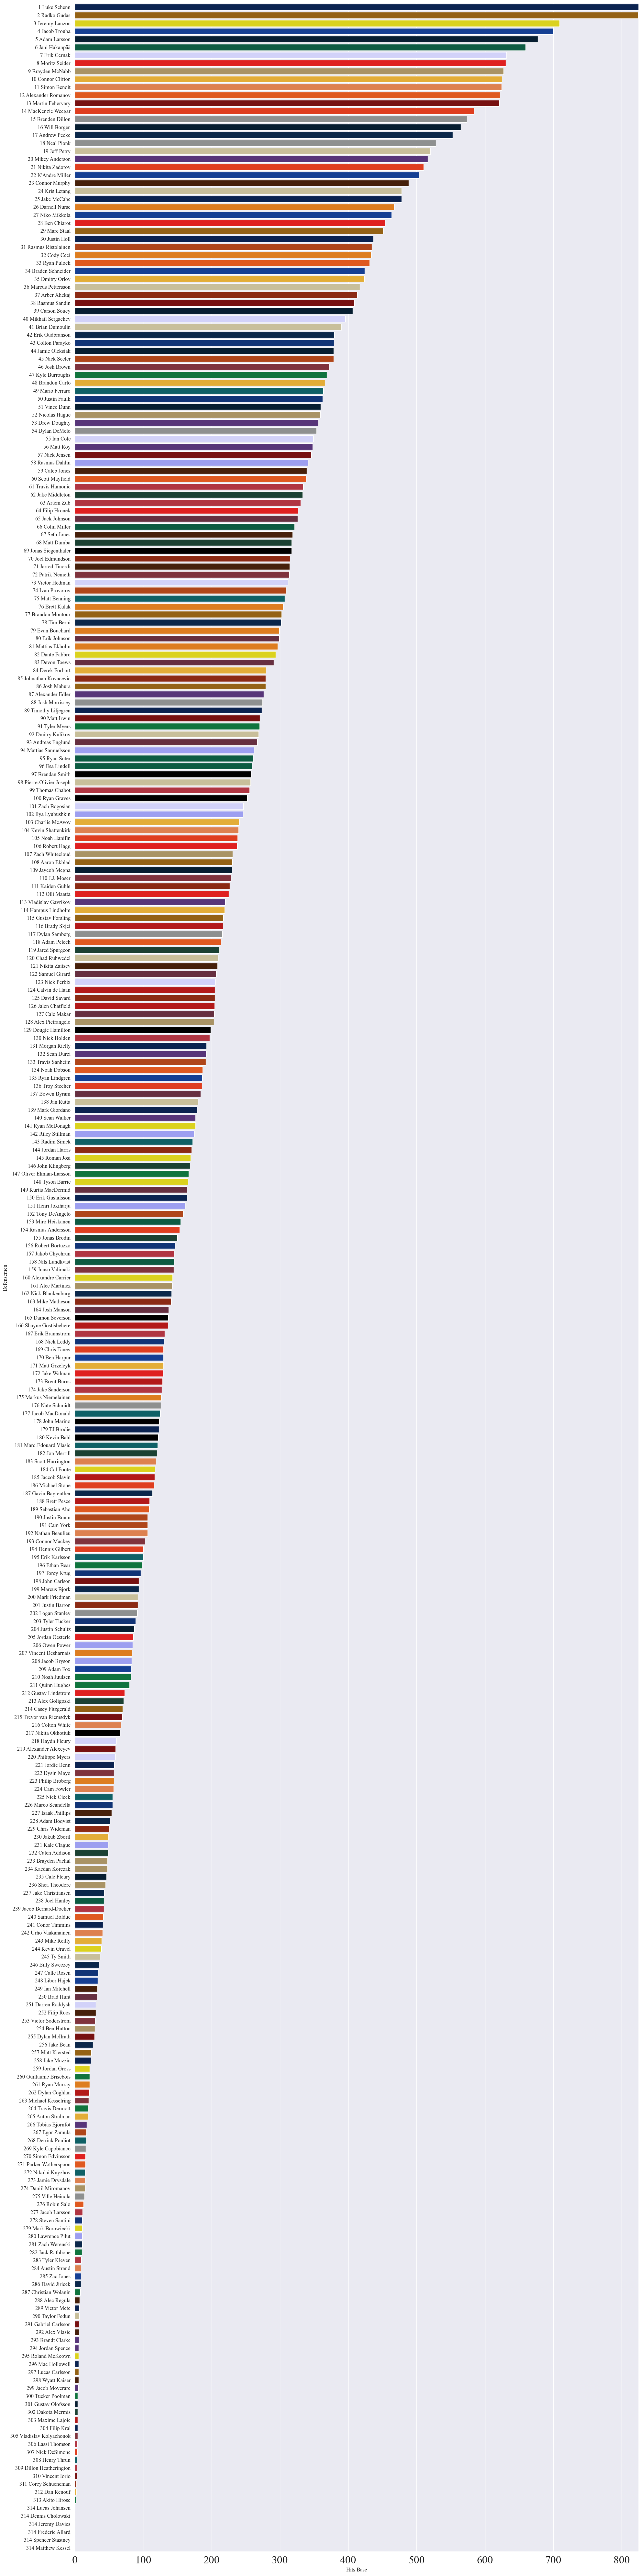 1 Luke Schenn
2 Radko Gudas
3 Jeremy Lauzon
4 Jacob Trouba
5 Adam Larsson
6 Jani Hakanpää
7 Erik Cernak
8 Moritz Seider
9 Brayden McNabb
10 Connor Clifton
11 Simon Benoit
12 Alexander Romanov
13 Martin Fehervary
14 MacKenzie Weegar
15 Brenden Dillon
16 Will Borgen
17 Andrew Peeke
18 Neal Pionk
19 Jeff Petry
20 Mikey Anderson
21 Nikita Zadorov
22 K'Andre Miller
23 Connor Murphy
24 Kris Letang
25 Jake McCabe
26 Darnell Nurse
27 Niko Mikkola
28 Ben Chiarot
29 Marc Staal
30 Justin Holl
31 Rasmus Ristolainen
32 Cody Ceci
33 Ryan Pulock
34 Braden Schneider
35 Dmitry Orlov
36 Marcus Pettersson
37 Arber Xhekaj
38 Rasmus Sandin
39 Carson Soucy
40 Mikhail Sergachev
41 Brian Dumoulin
42 Erik Gudbranson
43 Colton Parayko
44 Jamie Oleksiak
45 Nick Seeler
46 Josh Brown
47 Kyle Burroughs
48 Brandon Carlo
49 Mario Ferraro
50 Justin Faulk
51 Vince Dunn
52 Nicolas Hague
53 Drew Doughty
54 Dylan DeMelo
55 Ian Cole
56 Matt Roy
57 Nick Jensen
58 Rasmus Dahlin
59 Caleb Jones
60 Scott Mayfield
61 Travis Hamonic
62 Jake Middleton
63 Artem Zub
64 Filip Hronek
65 Jack Johnson
66 Colin Miller
67 Seth Jones
68 Matt Dumba
69 Jonas Siegenthaler
70 Joel Edmundson
71 Jarred Tinordi
72 Patrik Nemeth
73 Victor Hedman
74 Ivan Provorov
75 Matt Benning
76 Brett Kulak
77 Brandon Montour
78 Tim Berni
79 Evan Bouchard
80 Erik Johnson
81 Mattias Ekholm
82 Dante Fabbro
83 Devon Toews
84 Derek Forbort
85 Johnathan Kovacevic
86 Josh Mahura
87 Alexander Edler
88 Josh Morrissey
89 Timothy Liljegren
90 Matt Irwin
91 Tyler Myers
92 Dmitry Kulikov
93 Andreas Englund
94 Mattias Samuelsson
95 Ryan Suter
96 Esa Lindell
97 Brendan Smith
98 Pierre-Olivier Joseph
99 Thomas Chabot
100 Ryan Graves
101 Zach Bogosian
102 Ilya Lyubushkin
103 Charlie McAvoy
104 Kevin Shattenkirk
105 Noah Hanifin
106 Robert Hagg
107 Zach Whitecloud
108 Aaron Ekblad
109 Jaycob Megna
110 J.J. Moser
111 Kaiden Guhle
112 Olli Maatta
113 Vladislav Gavrikov
114 Hampus Lindholm
115 Gustav Forsling
116 Brady Skjei
117 Dylan Samberg
118 Adam Pelech
119 Jared Spurgeon
120 Chad Ruhwedel
121 Nikita Zaitsev
122 Samuel Girard
123 Nick Perbix
124 Calvin de Haan
125 David Savard
126 Jalen Chatfield
127 Cale Makar
128 Alex Pietrangelo
129 Dougie Hamilton
130 Nick Holden
131 Morgan Rielly
132 Sean Durzi
133 Travis Sanheim
134 Noah Dobson
135 Ryan Lindgren
136 Troy Stecher
137 Bowen Byram
138 Jan Rutta
139 Mark Giordano
140 Sean Walker
141 Ryan McDonagh
142 Riley Stillman
143 Radim Simek
144 Jordan Harris
145 Roman Josi
146 John Klingberg
147 Oliver Ekman-Larsson
148 Tyson Barrie
149 Kurtis MacDermid
150 Erik Gustafsson
151 Henri Jokiharju
152 Tony DeAngelo
153 Miro Heiskanen
154 Rasmus Andersson
155 Jonas Brodin
156 Robert Bortuzzo
157 Jakob Chychrun
158 Nils Lundkvist
159 Juuso Valimaki
160 Alexandre Carrier
161 Alec Martinez
162 Nick Blankenburg
163 Mike Matheson
164 Josh Manson
165 Damon Severson
166 Shayne Gostisbehere
167 Erik Brannstrom
168 Nick Leddy
169 Chris Tanev
170 Ben Harpur
171 Matt Grzelcyk
172 Jake Walman
173 Brent Burns
174 Jake Sanderson
175 Markus Niemelainen
176 Nate Schmidt
177 Jacob MacDonald
178 John Marino
179 TJ Brodie
180 Kevin Bahl
181 Marc-Edouard Vlasic
182 Jon Merrill
183 Scott Harrington
184 Cal Foote
185 Jaccob Slavin
186 Michael Stone
187 Gavin Bayreuther
188 Brett Pesce
189 Sebastian Aho
190 Justin Braun
191 Cam York
192 Nathan Beaulieu
193 Connor Mackey
194 Dennis Gilbert
195 Erik Karlsson
196 Ethan Bear
197 Torey Krug
198 John Carlson
199 Marcus Bjork
200 Mark Friedman
201 Justin Barron
202 Logan Stanley
203 Tyler Tucker
204 Justin Schultz
205 Jordan Oesterle
206 Owen Power
207 Vincent Desharnais
208 Jacob Bryson
209 Adam Fox
210 Noah Juulsen
211 Quinn Hughes
212 Gustav Lindstrom
213 Alex Goligoski
214 Casey Fitzgerald
215 Trevor van Riemsdyk
216 Colton White
217 Nikita Okhotiuk
218 Haydn Fleury
219 Alexander Alexeyev
220 Philippe Myers
221 Jordie Benn
222 Dysin Mayo
223 Philip Broberg
224 Cam Fowler
225 Nick Cicek
226 Marco Scandella
227 Isaak Phillips
228 Adam Boqvist
229 Chris Wideman
230 Jakub Zboril
231 Kale Clague
232 Calen Addison
233 Brayden Pachal
234 Kaedan Korczak
235 Cale Fleury
236 Shea Theodore
237 Jake Christiansen
238 Joel Hanley
239 Jacob Bernard-Docker
240 Samuel Bolduc
241 Conor Timmins
242 Urho Vaakanainen
243 Mike Reilly
244 Kevin Gravel
245 Ty Smith
246 Billy Sweezey
247 Calle Rosen
248 Libor Hajek
249 Ian Mitchell
250 Brad Hunt
251 Darren Raddysh
252 Filip Roos
253 Victor Soderstrom
254 Ben Hutton
255 Dylan McIlrath
256 Jake Bean
257 Matt Kiersted
258 Jake Muzzin
259 Jordan Gross
260 Guillaume Brisebois
261 Ryan Murray
262 Dylan Coghlan
263 Michael Kesselring
264 Travis Dermott
265 Anton Stralman
266 Tobias Bjornfot
267 Egor Zamula
268 Derrick Pouliot
269 Kyle Capobianco
270 Simon Edvinsson
271 Parker Wotherspoon
272 Nikolai Knyzhov
273 Jamie Drysdale
274 Daniil Miromanov
275 Ville Heinola
276 Robin Salo
277 Jacob Larsson
278 Steven Santini
279 Mark Borowiecki
280 Lawrence Pilut
281 Zach Werenski
282 Jack Rathbone
283 Tyler Kleven
284 Austin Strand
285 Zac Jones
286 David Jiricek
287 Christian Wolanin
288 Alec Regula
289 Victor Mete
290 Taylor Fedun
291 Gabriel Carlsson
292 Alex Vlasic
293 Brandt Clarke
294 Jordan Spence
295 Roland McKeown
296 Mac Hollowell
297 Lucas Carlsson
298 Wyatt Kaiser
299 Jacob Moverare
300 Tucker Poolman
301 Gustav Olofsson
302 Dakota Mermis
303 Maxime Lajoie
304 Filip Kral
305 Vladislav Kolyachonok
306 Lassi Thomson
307 Nick DeSimone
308 Henry Thrun
309 Dillon Heatherington
310 Vincent Iorio
311 Corey Schueneman
312 Dan Renouf
313 Akito Hirose
314 Lucas Johansen
314 Dennis Cholowski
314 Jeremy Davies
314 Frederic Allard
314 Spencer Stastney
314 Matthew Kessel
Defensemen
0 100 200 300 400 500 600 700 800
Hits Base